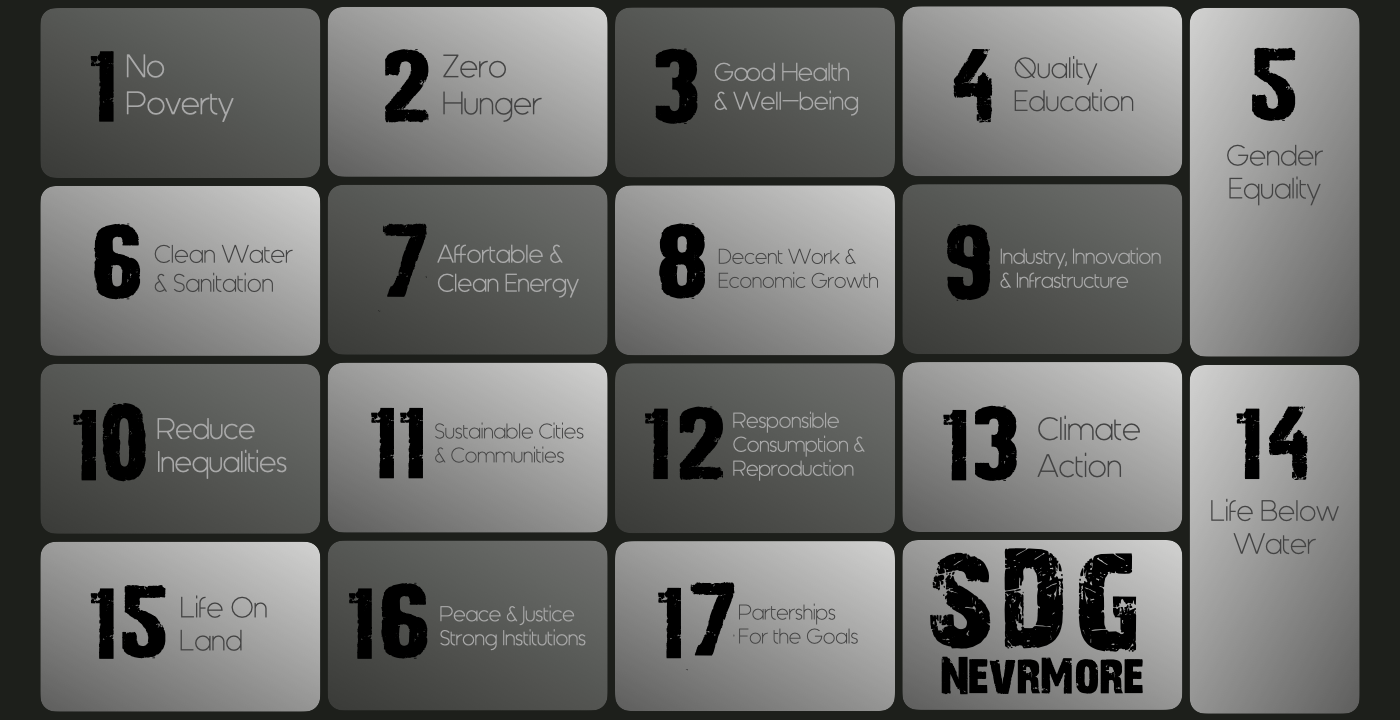 1 No
Poverty
2 Zero
Hunger
3 Good Health
& Well-being
4 Quality
Education
5
Gender
Equality
6 Clean Water
& Sanitation
7 Affortable &
Clean Energy
8 Decent Work &
Economic Growth
9 Industry, Innovation
& Infrastructure
10 Reduce
Inequalities
11 Sustainable Cities
& Communities
12 Responsible
Consumption &
Reproduction
13 Climate
Action
14
Life Below
Water
15 Life On
Land
16 Peace & Justice
Strong Institutions
17 Parterships
For the Goals
SDG
NEVRMORE